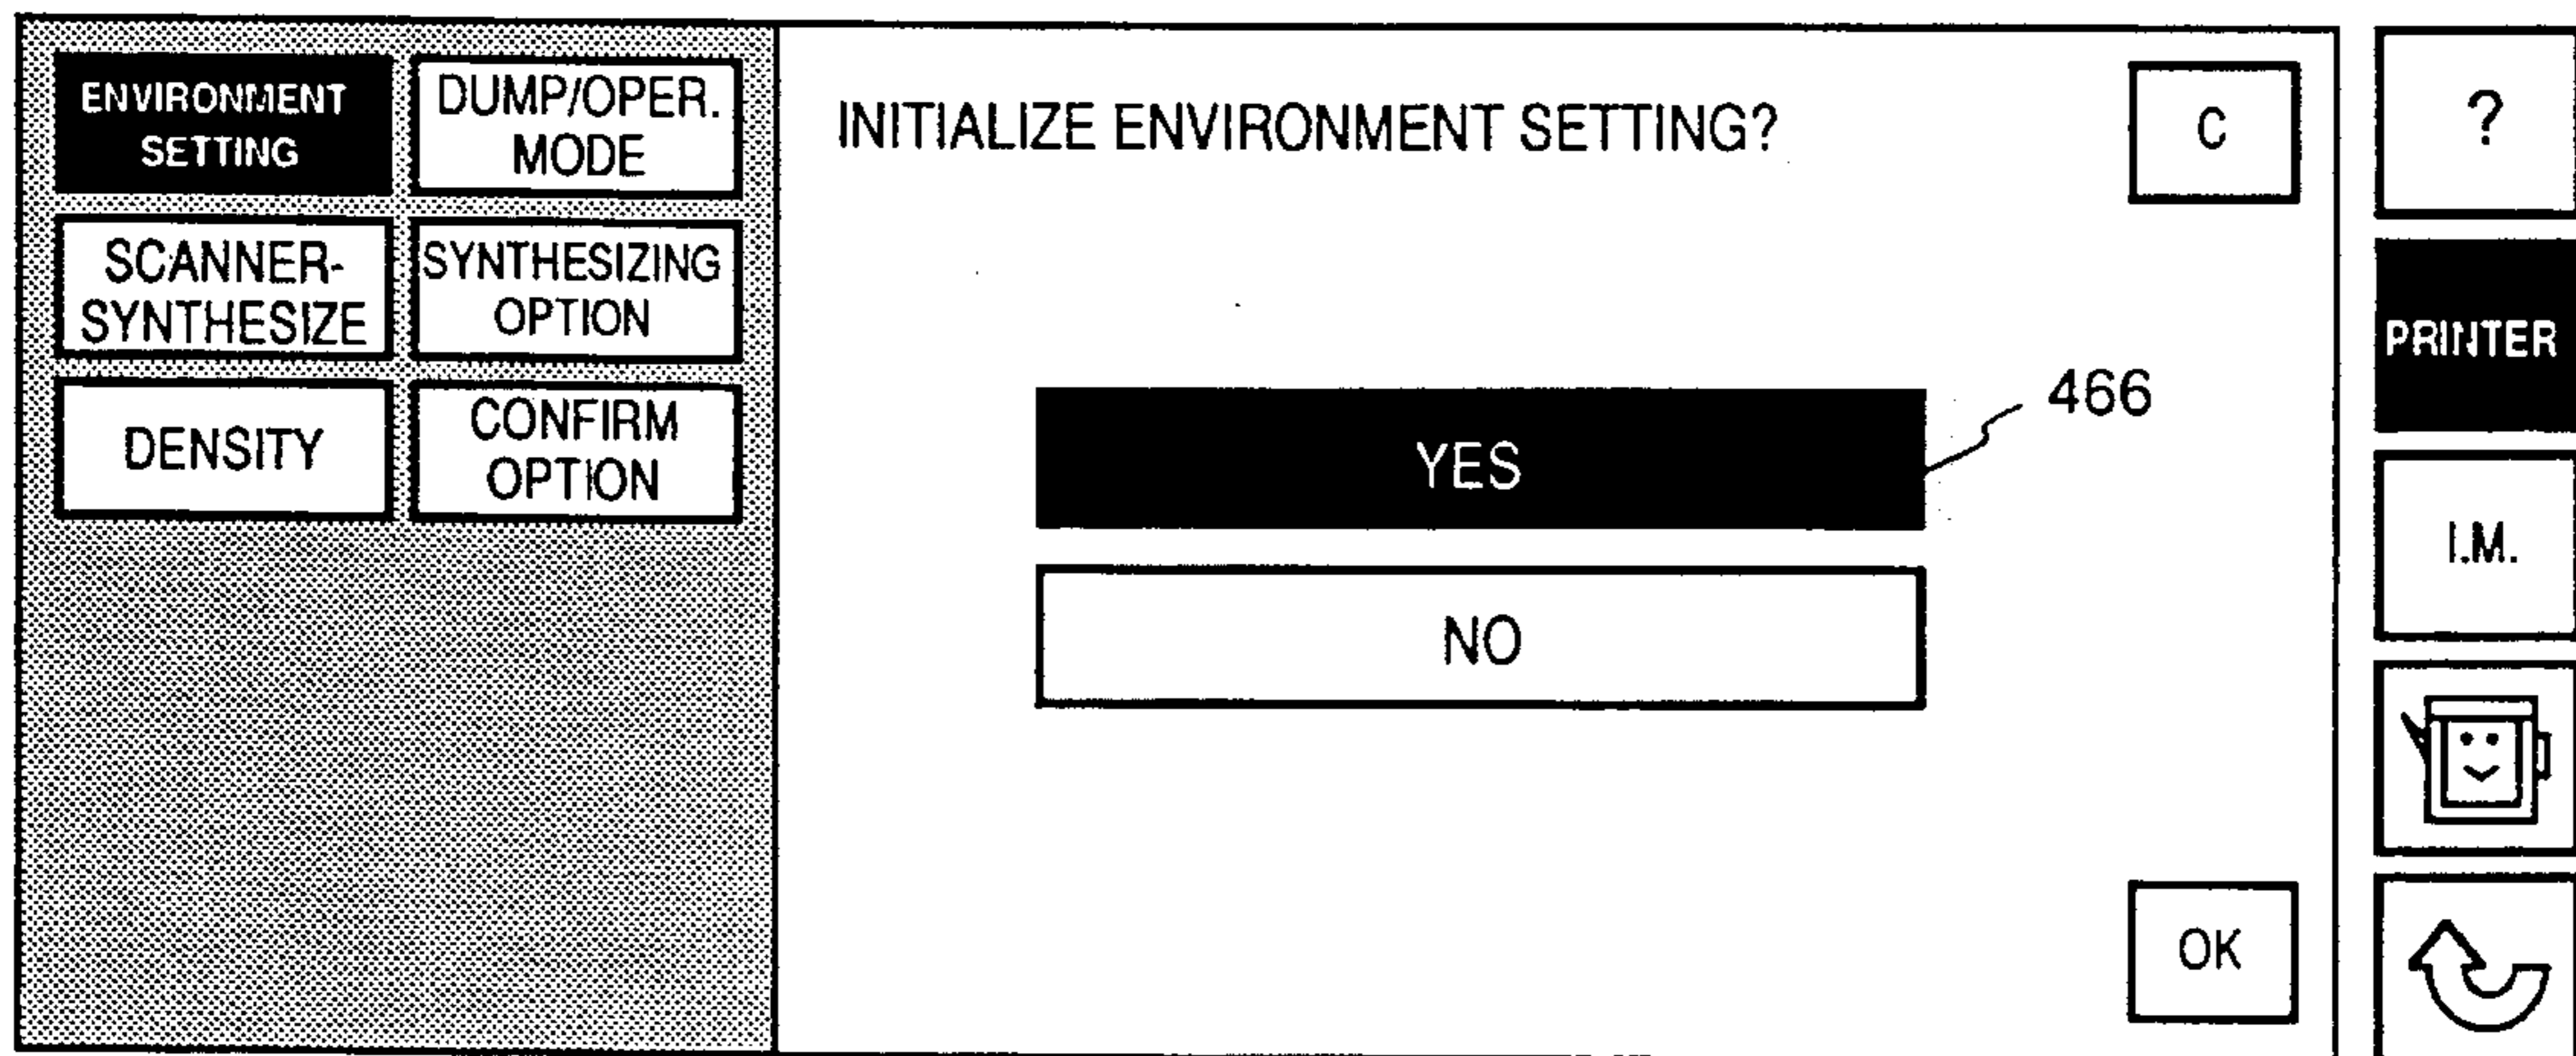 ENVIRONMENT
SETTING
DUMP/OPER.
MODE
SCANNER-
SYNTHESIZE
SYNTHESIZING
OPTION
DENSITY
CONFIRM
OPTION
INITIALIZE ENVIRONMENT SETTING?
C
YES
466
NO
OK
?
PRINTER
I.M.